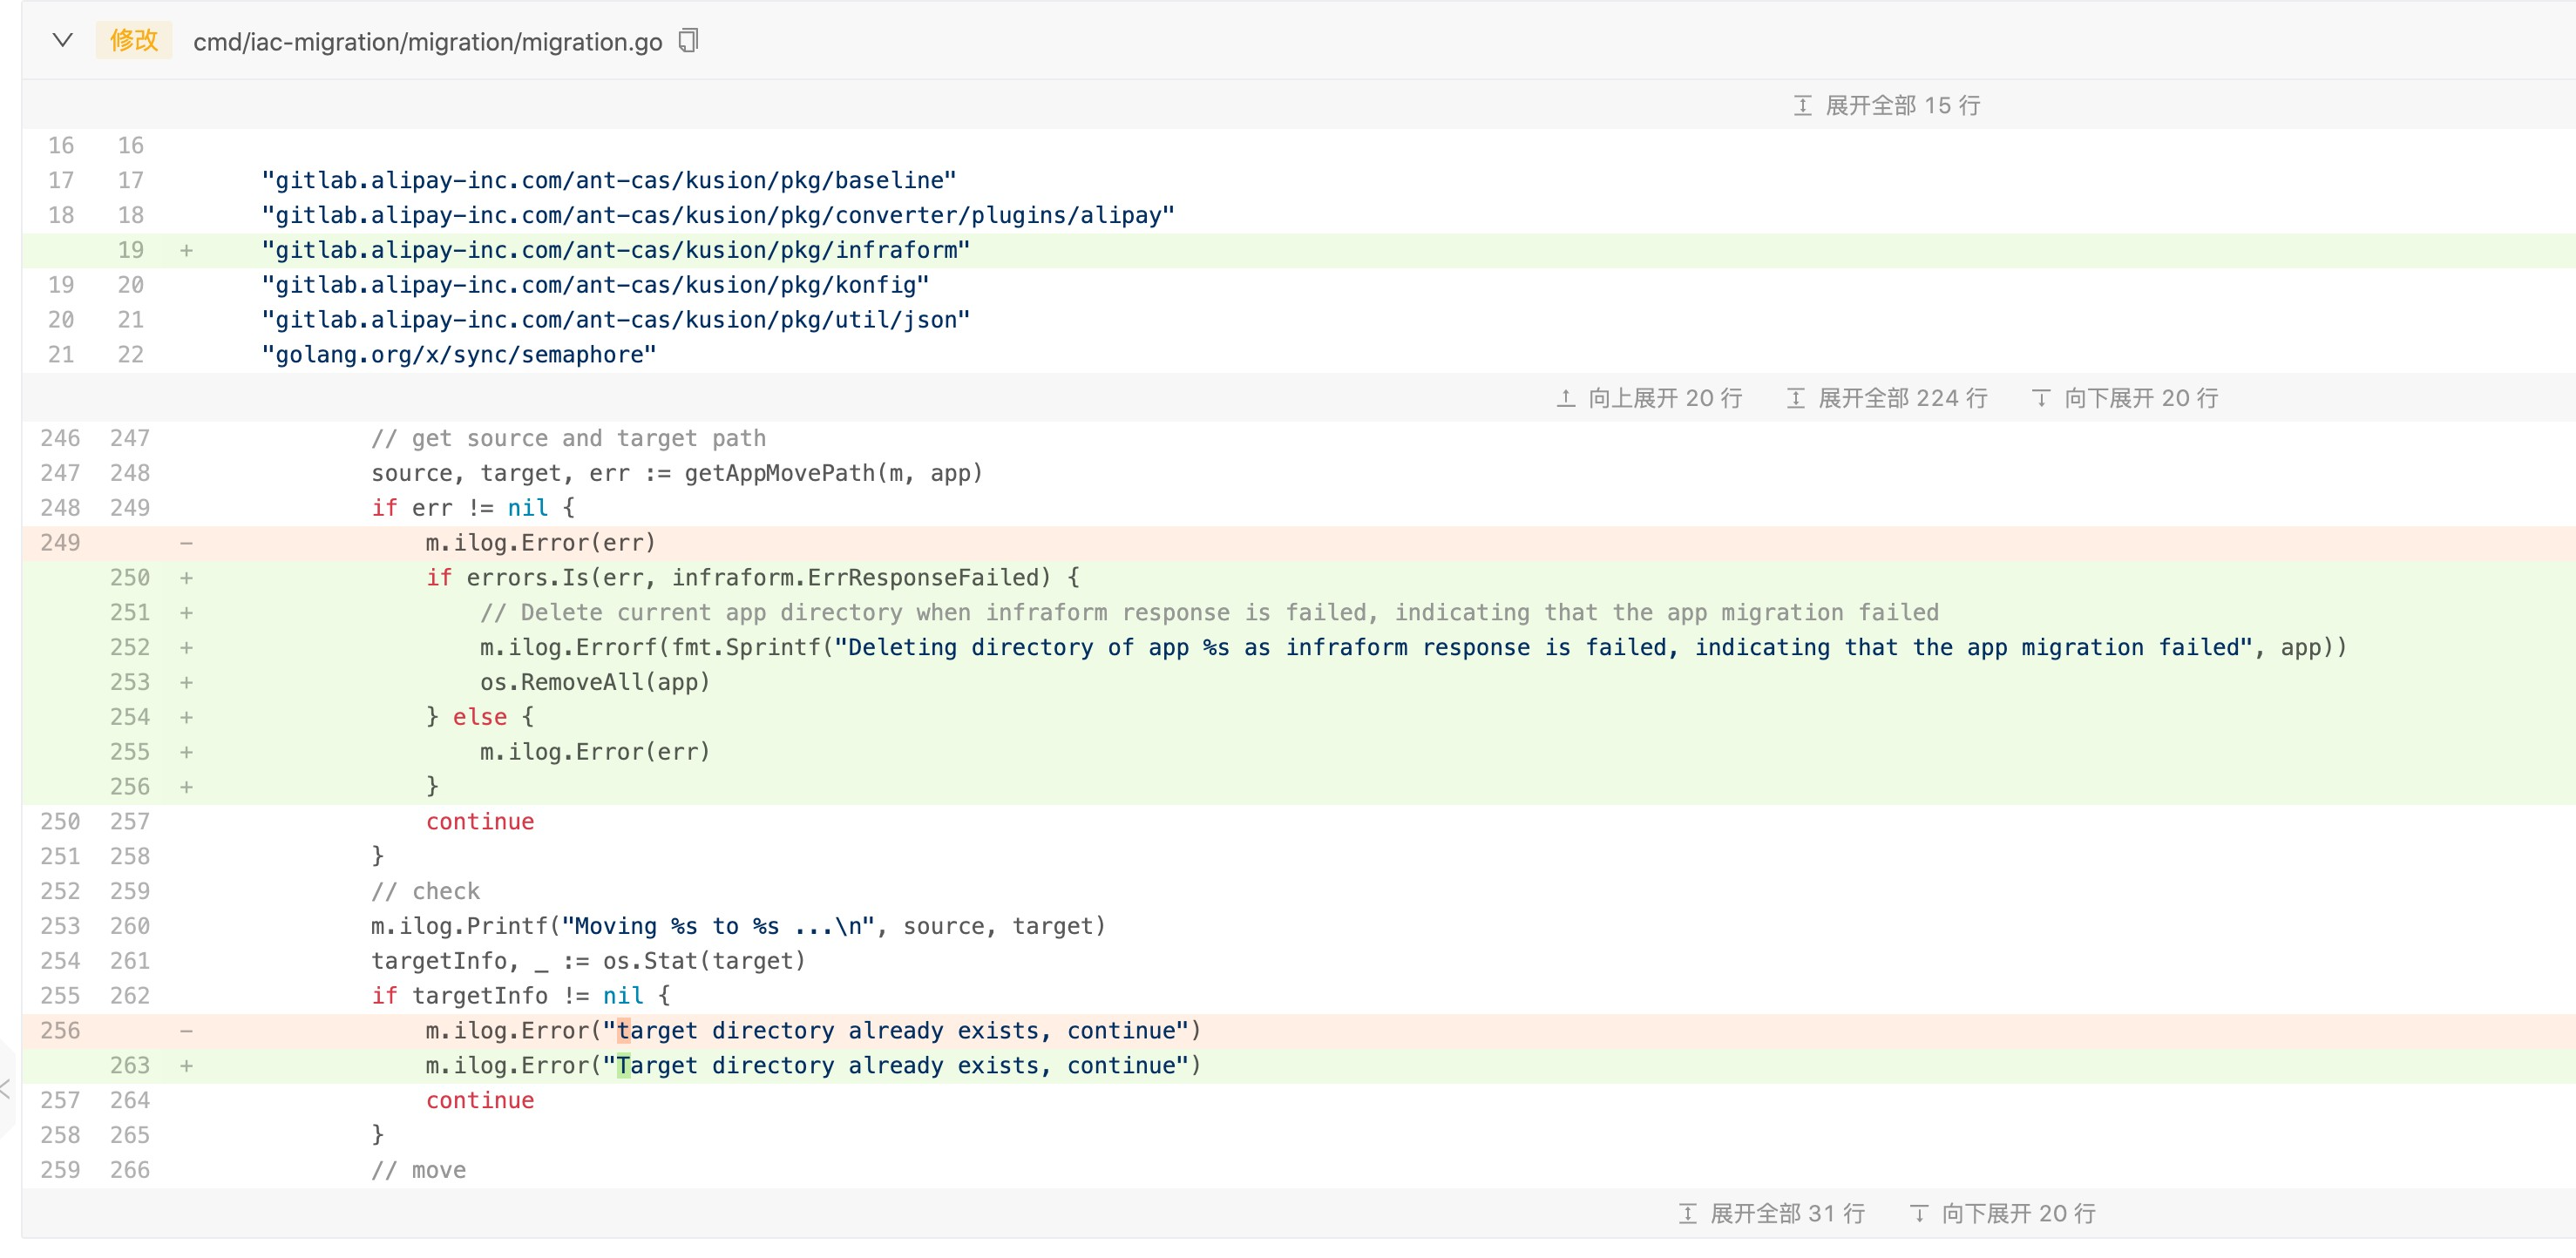 修改 cmd/iac-migration/migration/migration.go
展开全部 15 行
16 16
17 17 "gitlab.alipay-inc.com/ant-cas/kusion/pkg/baseline"
18 18 "gitlab.alipay-inc.com/ant-cas/kusion/pkg/converter/plugins/alipay"
19 + "gitlab.alipay-inc.com/ant-cas/kusion/pkg/infraform"
19 20 "gitlab.alipay-inc.com/ant-cas/kusion/pkg/konfig"
20 21 "gitlab.alipay-inc.com/ant-cas/kusion/pkg/util/json"
21 22 "golang.org/x/sync/semaphore"
向上展开 20 行 展开全部 224 行 向下展开 20 行
246 247 // get source and target path
247 248 source, target, err := getAppMovePath(m, app)
248 249 if err != nil {
249 - m.ilog.Error(err)
250 + if errors.Is(err, infraform.ErrResponseFailed) {
251 + // Delete current app directory when infraform response is failed, indicating that the app migration failed
252 + m.ilog.Errorf(fmt.Sprintf("Deleting directory of app %s as infraform response is failed, indicating that the app migration failed", app))
253 + os.RemoveAll(app)
254 + } else {
255 + m.ilog.Error(err)
256 + }
250 257 continue
251 258 }
252 259 // check
253 260 m.ilog.Printf("Moving %s to %s ...\n", source, target)
254 261 targetInfo, _ := os.Stat(target)
255 262 if targetInfo != nil {
256 - m.ilog.Error("target directory already exists, continue")
263 + m.ilog.Error("Target directory already exists, continue")
257 264 continue
258 265 }
259 266 // move
展开全部 31 行 向下展开 20 行